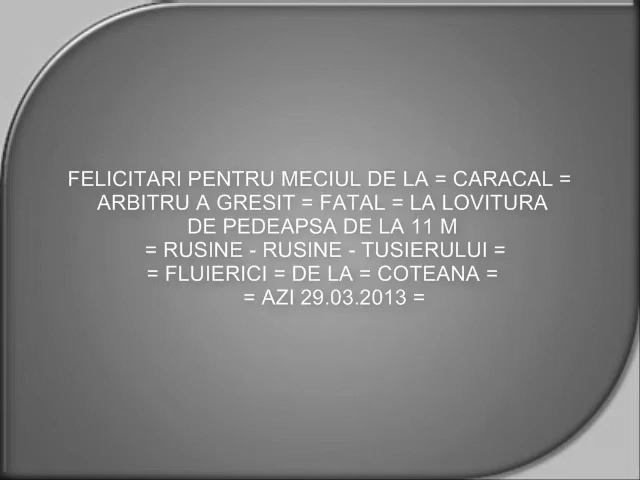 FELICITARI PENTRU MECIUL DE LA = CARACAL =
ARBITRU A GRESIT = FATAL = LA LOVITURA
DE PEDEAPSA DE LA 11 M
= RUSINE - RUSINE - TUSIERULUI =
= FLUIERICI = DE LA = COTEANA =
= AZI 29.03.2013 =